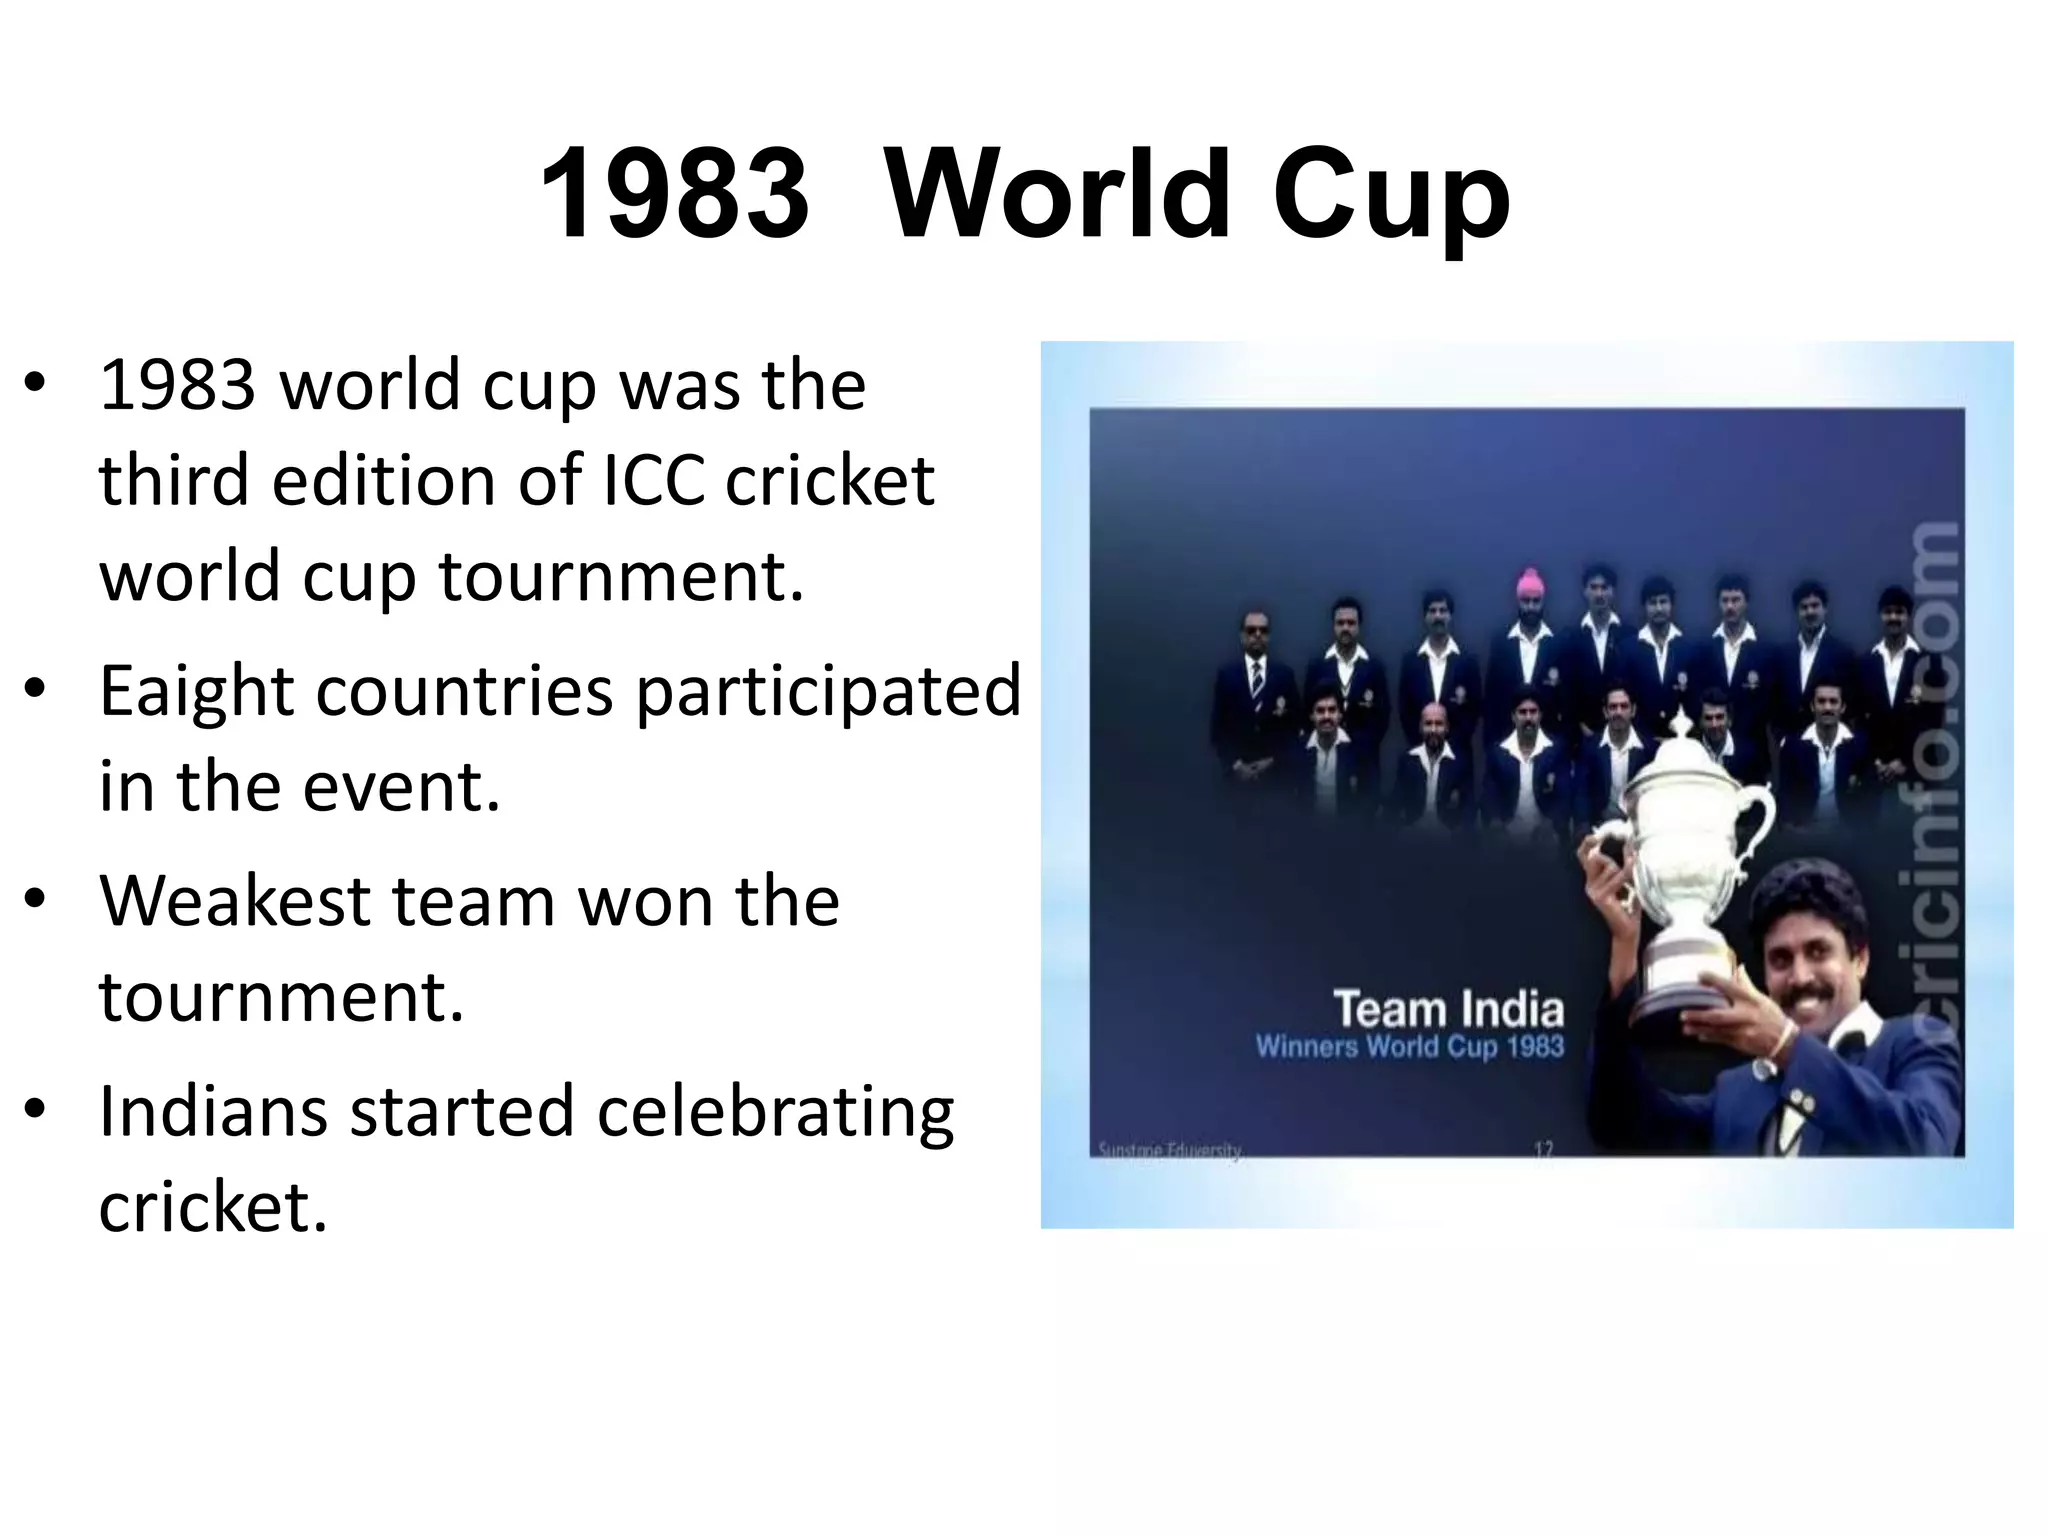 1983 World Cup
• 1983 world cup was the
third edition of ICC cricket
world cup tournment.
• Eaight countries participated
in the event.
• Weakest team won the
tournment.
• Indians started celebrating
cricket.
cricinfo.com
Team India
Winners World Cup 1983
Sunstone Eduversity
12